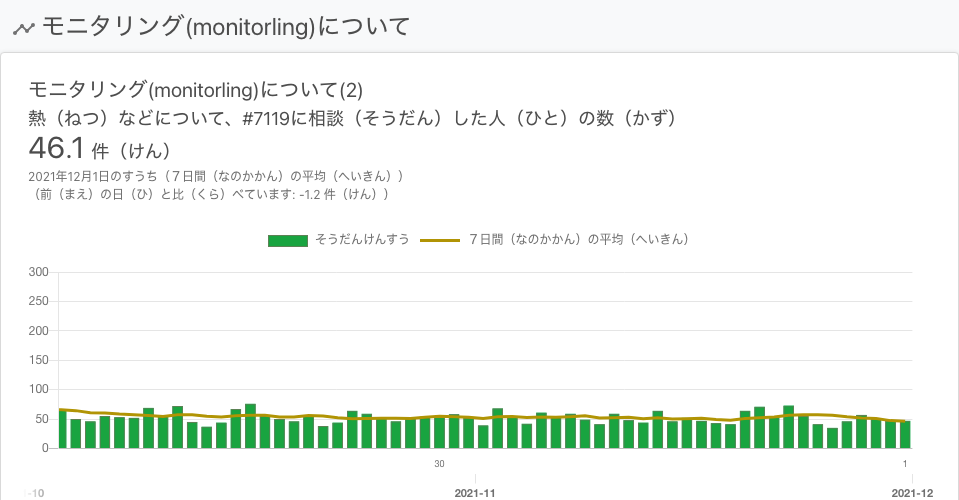 モニタリング(monitorling)について
モニタリング(monitorling)について(2)
熱（ねつ）などについて、#7119に相談（そうだん）した人（ひと）の数（かず）
46.1 件（けん）
2021年12月1日のすうち（７日間（なのかかん）の平均（へいきん））
（前（まえ）の日（ひ）と比（くら）べています: -1.2 件（けん））
そうだんけんすう ７日間（なのかかん）の平均（へいきん）
300
250
200
150
100
50
0
30 1
-10 2021-11 2021-12